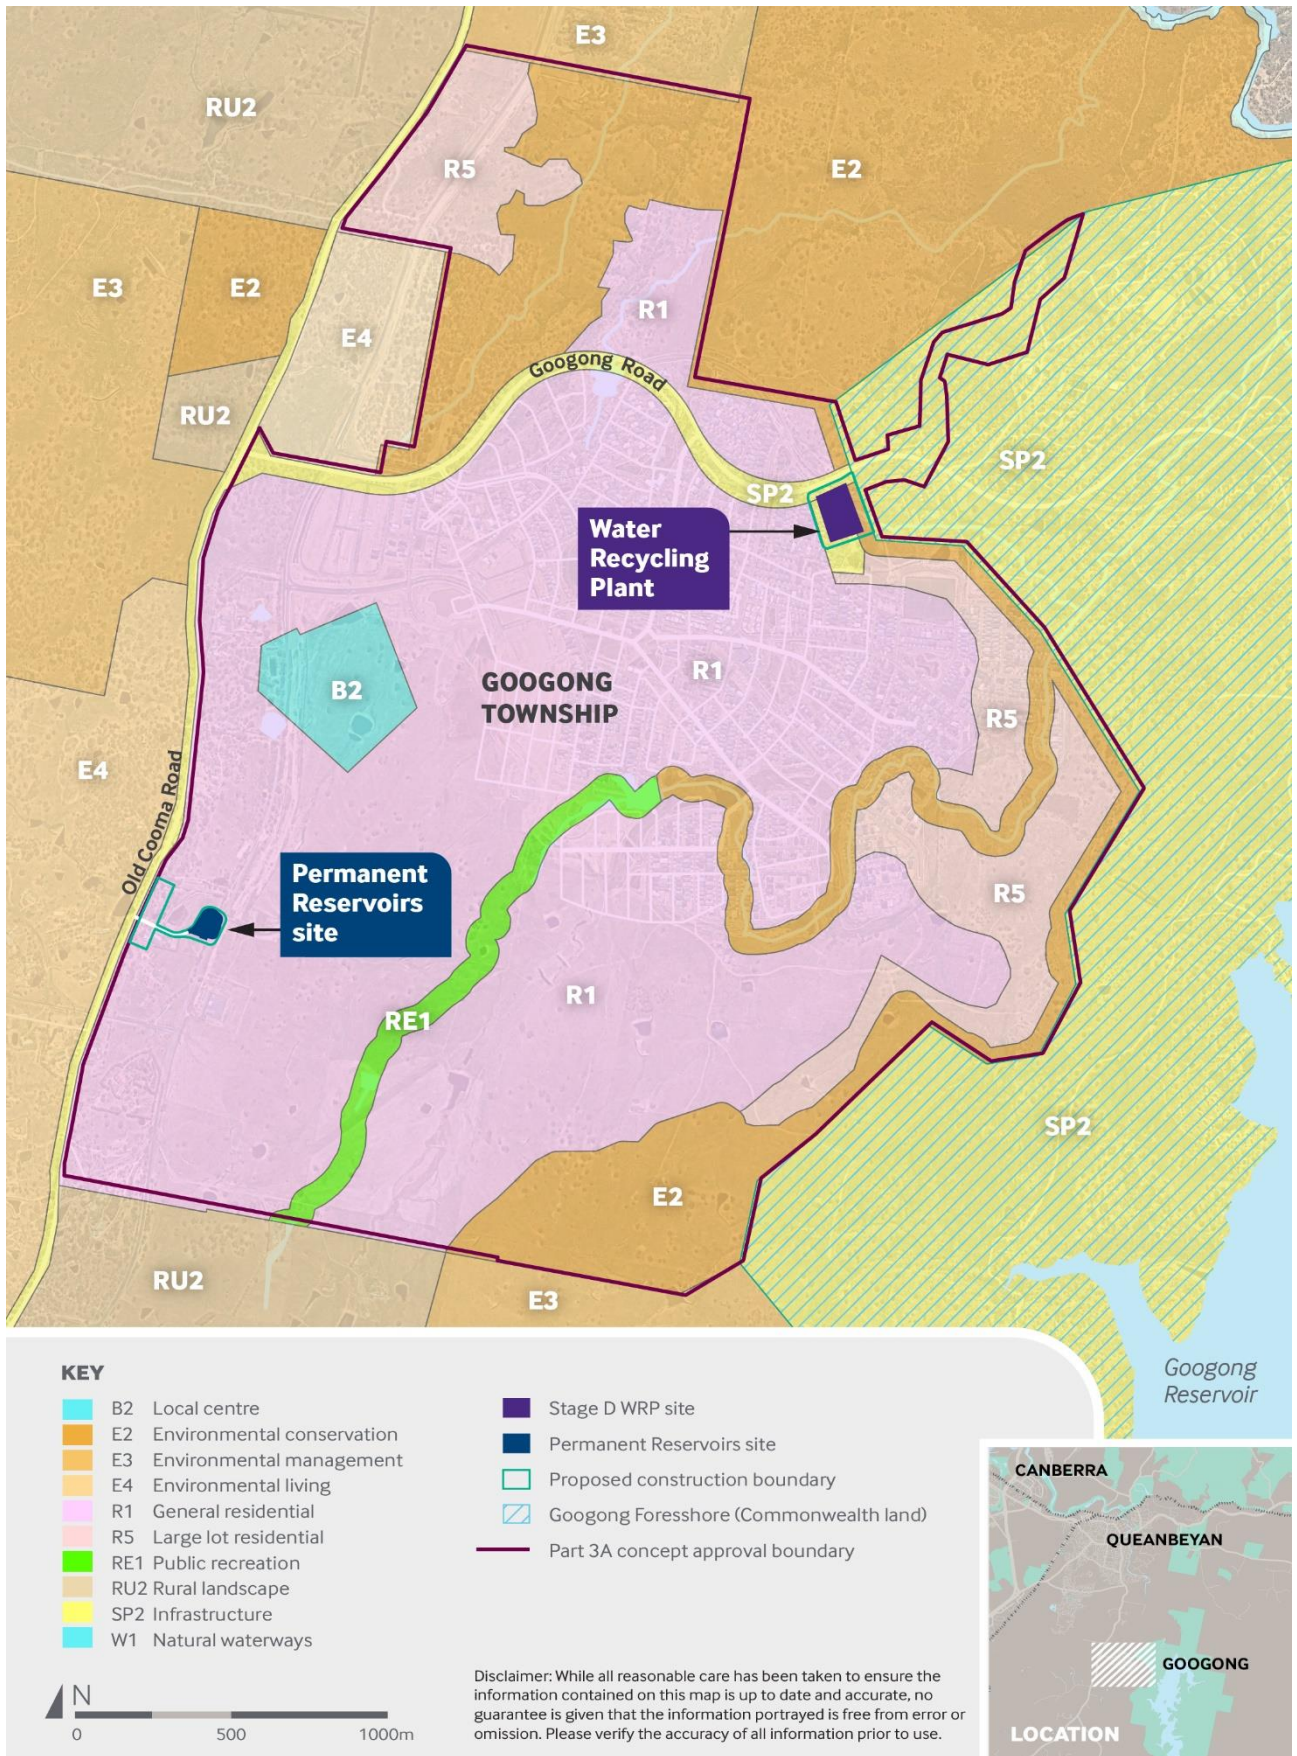 E3
RU2
R5
E2
E3
E2
R1
E4
Googong Road
RU2
SP2
SP2
Water
Recycling
Plant
B2
GOOGONG
TOWNSHIP
R1
R5
E4
Old Cooma Road
Permanent
Reservoirs
site
R5
R1
RE1
SP2
E2
RU2
E3
Googong
Reservoir
KEY
B2 Local centre
E2 Environmental conservation
E3 Environmental management
E4 Environmental living
R1 General residential
R5 Large lot residential
RE1 Public recreation
RU2 Rural landscape
SP2 Infrastructure
W1 Natural waterways
Stage D WRP site
Permanent Reservoirs site
Proposed construction boundary
Googong Foresshore (Commonwealth land)
Part 3A concept approval boundary
N
0 500 1000m
Disclaimer: While all reasonable care has been taken to ensure the
information contained on this map is up to date and accurate, no
guarantee is given that the information portrayed is free from error or
omission. Please verify the accuracy of all information prior to use.
CANBERRA
QUEANBEYAN
GOOGONG
LOCATION